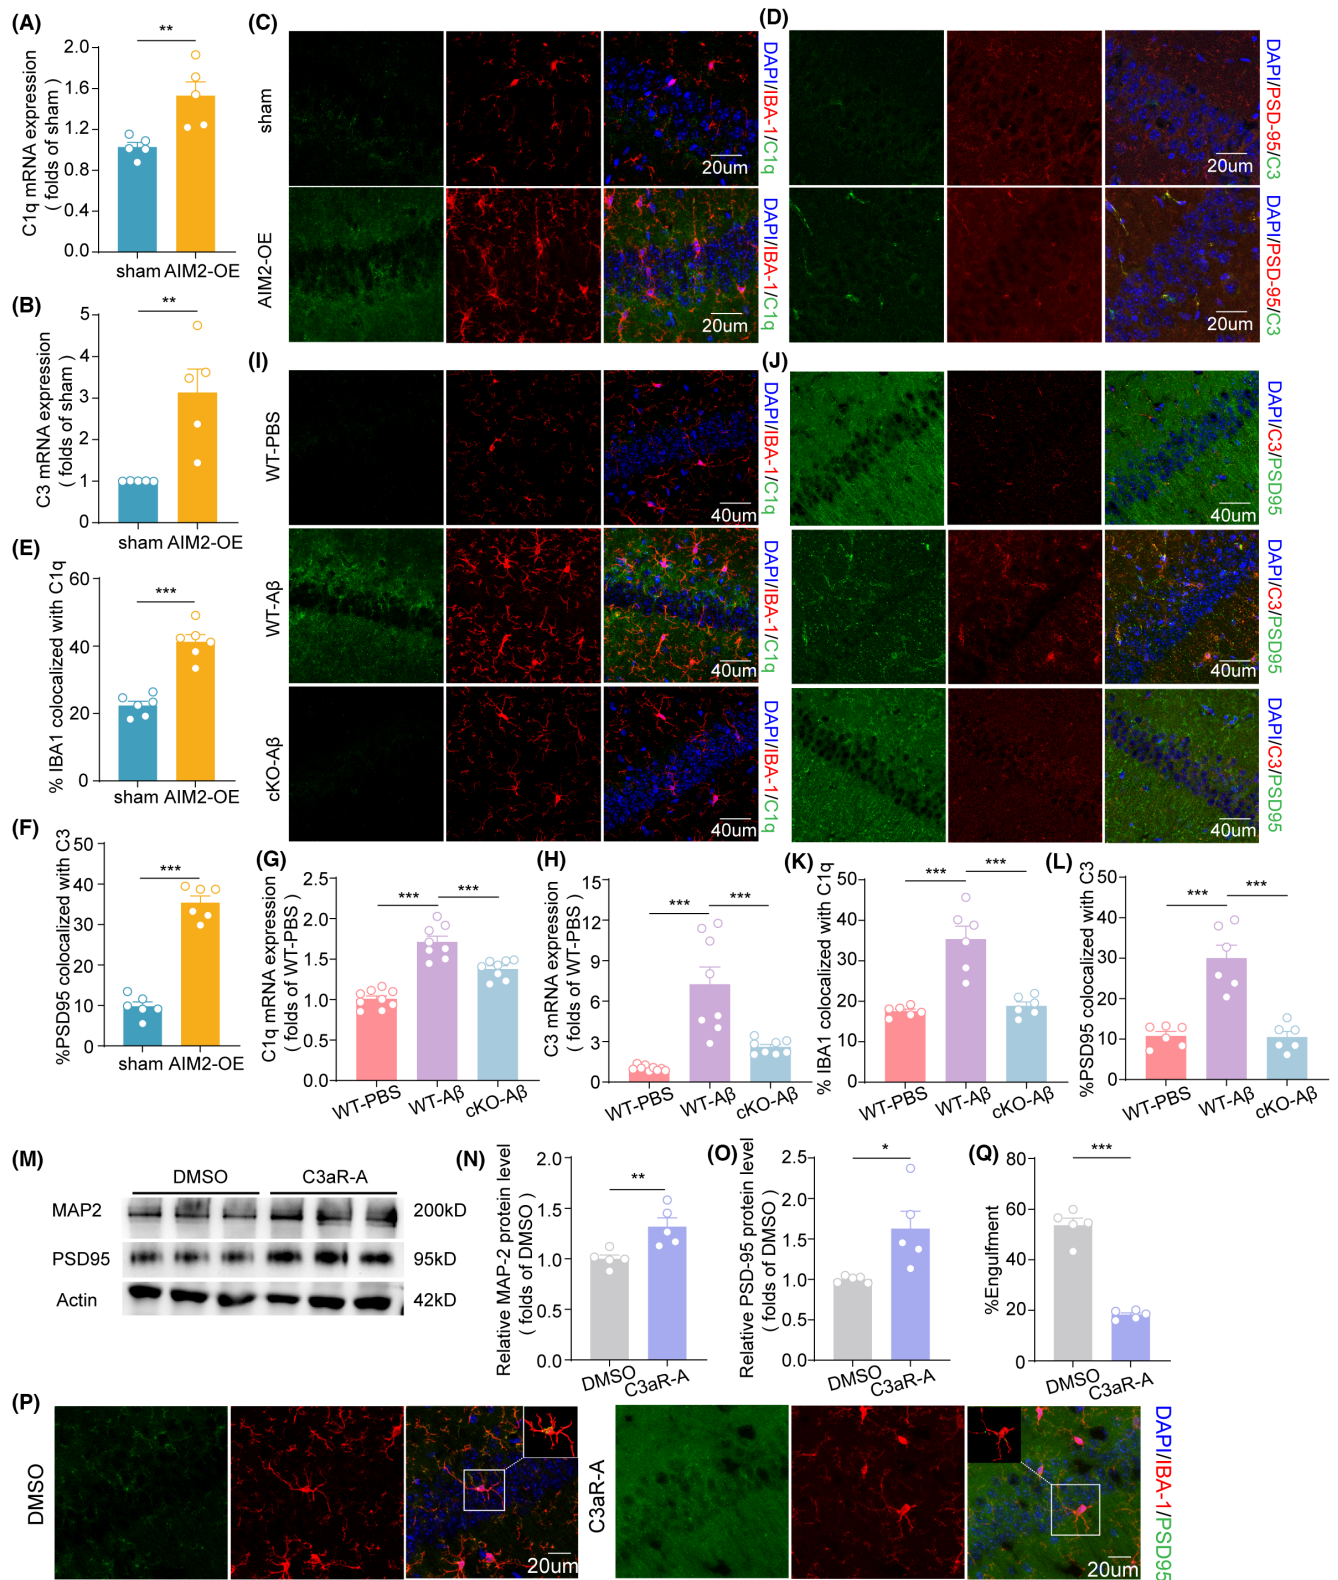 (A)
**
C1q mRNA expression
( folds of sham )
2.0
1.6
1.2
0.8
0.4
0.0
sham AIM2-OE
(B)
**
C3 mRNA expression
( folds of sham )
5
4
3
2
1
0
sham AIM2-OE
(C)
sham
AIM2-OE
DAPI/IBA-1/C1q
20um
DAPI/IBA-1/C1q
20um
(D)
DAPI/PSD-95/C3
20um
DAPI/PSD-95/C3
20um
(E)
***
% IBA1 colocalized with C1q
60
40
20
0
sham AIM2-OE
(F)
***
%PSD95 colocalized with C3
50
40
30
20
10
0
sham AIM2-OE
(I)
WT-PBS
WT-Aβ
cKO-Aβ
DAPI/IBA-1/C1q
40um
DAPI/IBA-1/C1q
40um
DAPI/IBA-1/C1q
40um
(J)
DAPI/C3/PSD95
40um
DAPI/C3/PSD95
40um
DAPI/C3/PSD95
40um
(G)
*** ***
C1q mRNA expression
( folds of WT-PBS )
2.5
2.0
1.5
1.0
0.5
0.0
WT-PBS WT-Aβ cKO-Aβ
(H)
*** ***
C3 mRNA expression
( folds of WT-PBS )
15
12
9
6
3
0
WT-PBS WT-Aβ cKO-Aβ
(K)
*** ***
% IBA1 colocalized with C1q
50
40
30
20
10
0
WT-PBS WT-Aβ cKO-Aβ
(L)
*** ***
%PSD95 colocalized with C3
50
40
30
20
10
0
WT-PBS WT-Aβ cKO-Aβ
(M)
DMSO C3aR-A
MAP2 200kD
PSD95 95kD
Actin 42kD
(N)
**
Relative MAP-2 protein level
( folds of DMSO )
2.0
1.5
1.0
0.5
0.0
DMSO C3aR-A
(O)
*
Relative PSD-95 protein level
( folds of DMSO )
2.5
2.0
1.5
1.0
0.5
0.0
DMSO C3aR-A
(Q)
***
%Engulfment
80
60
40
20
0
DMSO C3aR-A
(P)
DMSO
20um
C3aR-A
20um
DAPI/IBA-1/PSD95